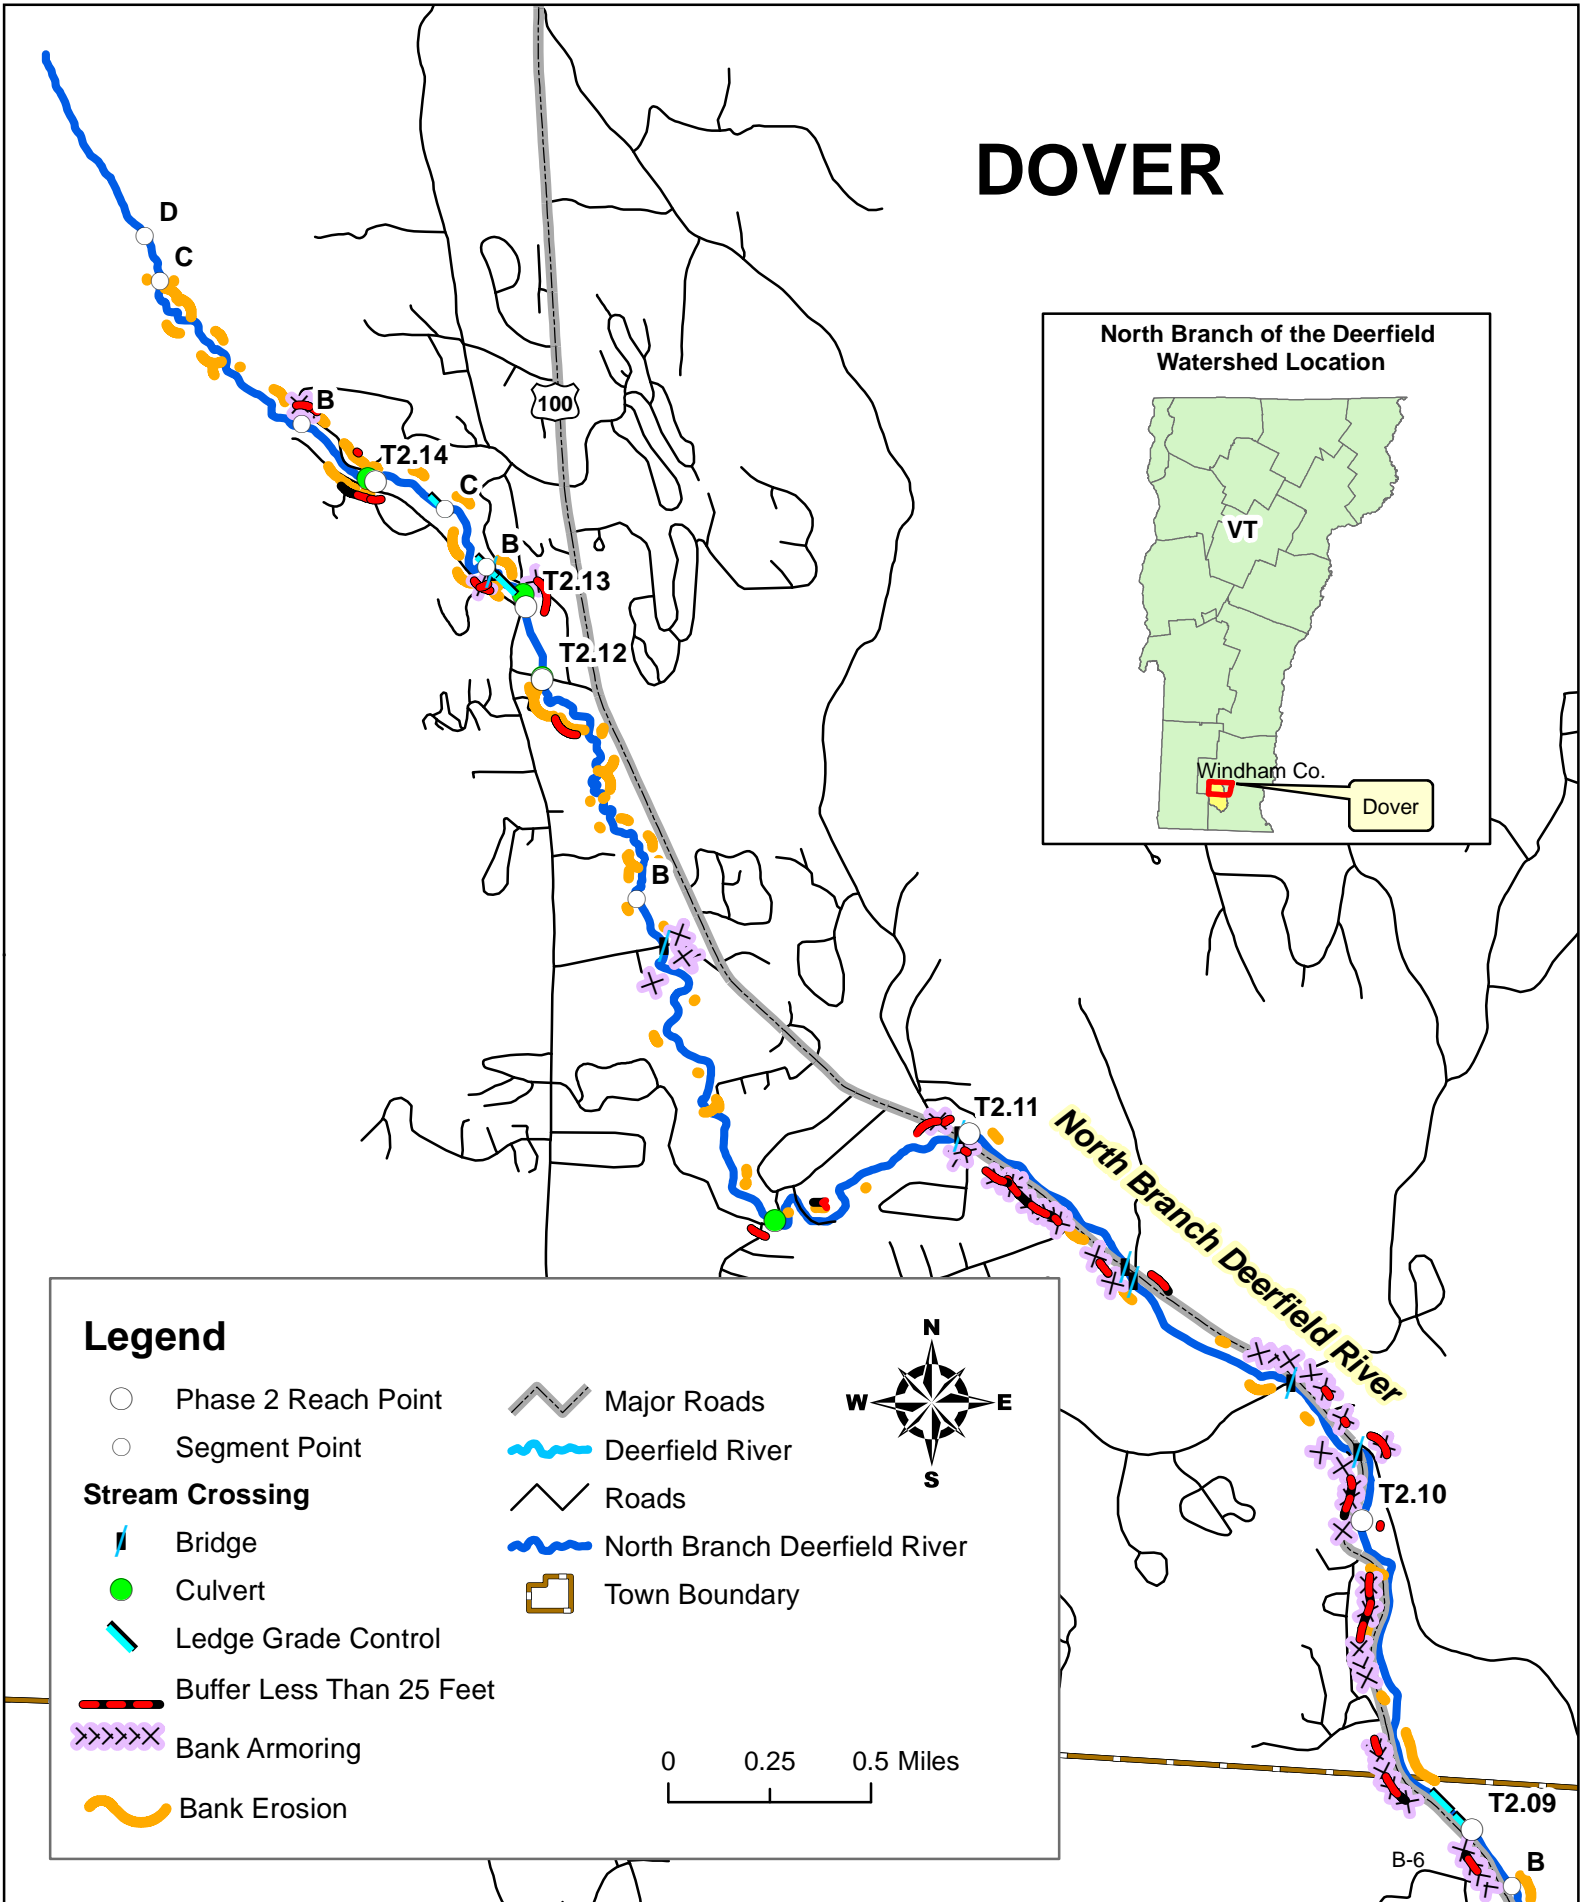 DOVER
D
C
North Branch of the Deerfield
Watershed Location
B
100
T2.14
C
VT
B
T2.13
T2.12
Windham Co.
Dover
B
T2.11
North Branch Deerfield River
T2.10
Legend
Phase 2 Reach Point
Segment Point
Stream Crossing
Bridge
Culvert
Ledge Grade Control
Buffer Less Than 25 Feet
Bank Armoring
Bank Erosion
Major Roads
Deerfield River
Roads
North Branch Deerfield River
Town Boundary
N
W E
S
0 0.25 0.5 Miles
T2.09
B-6
B